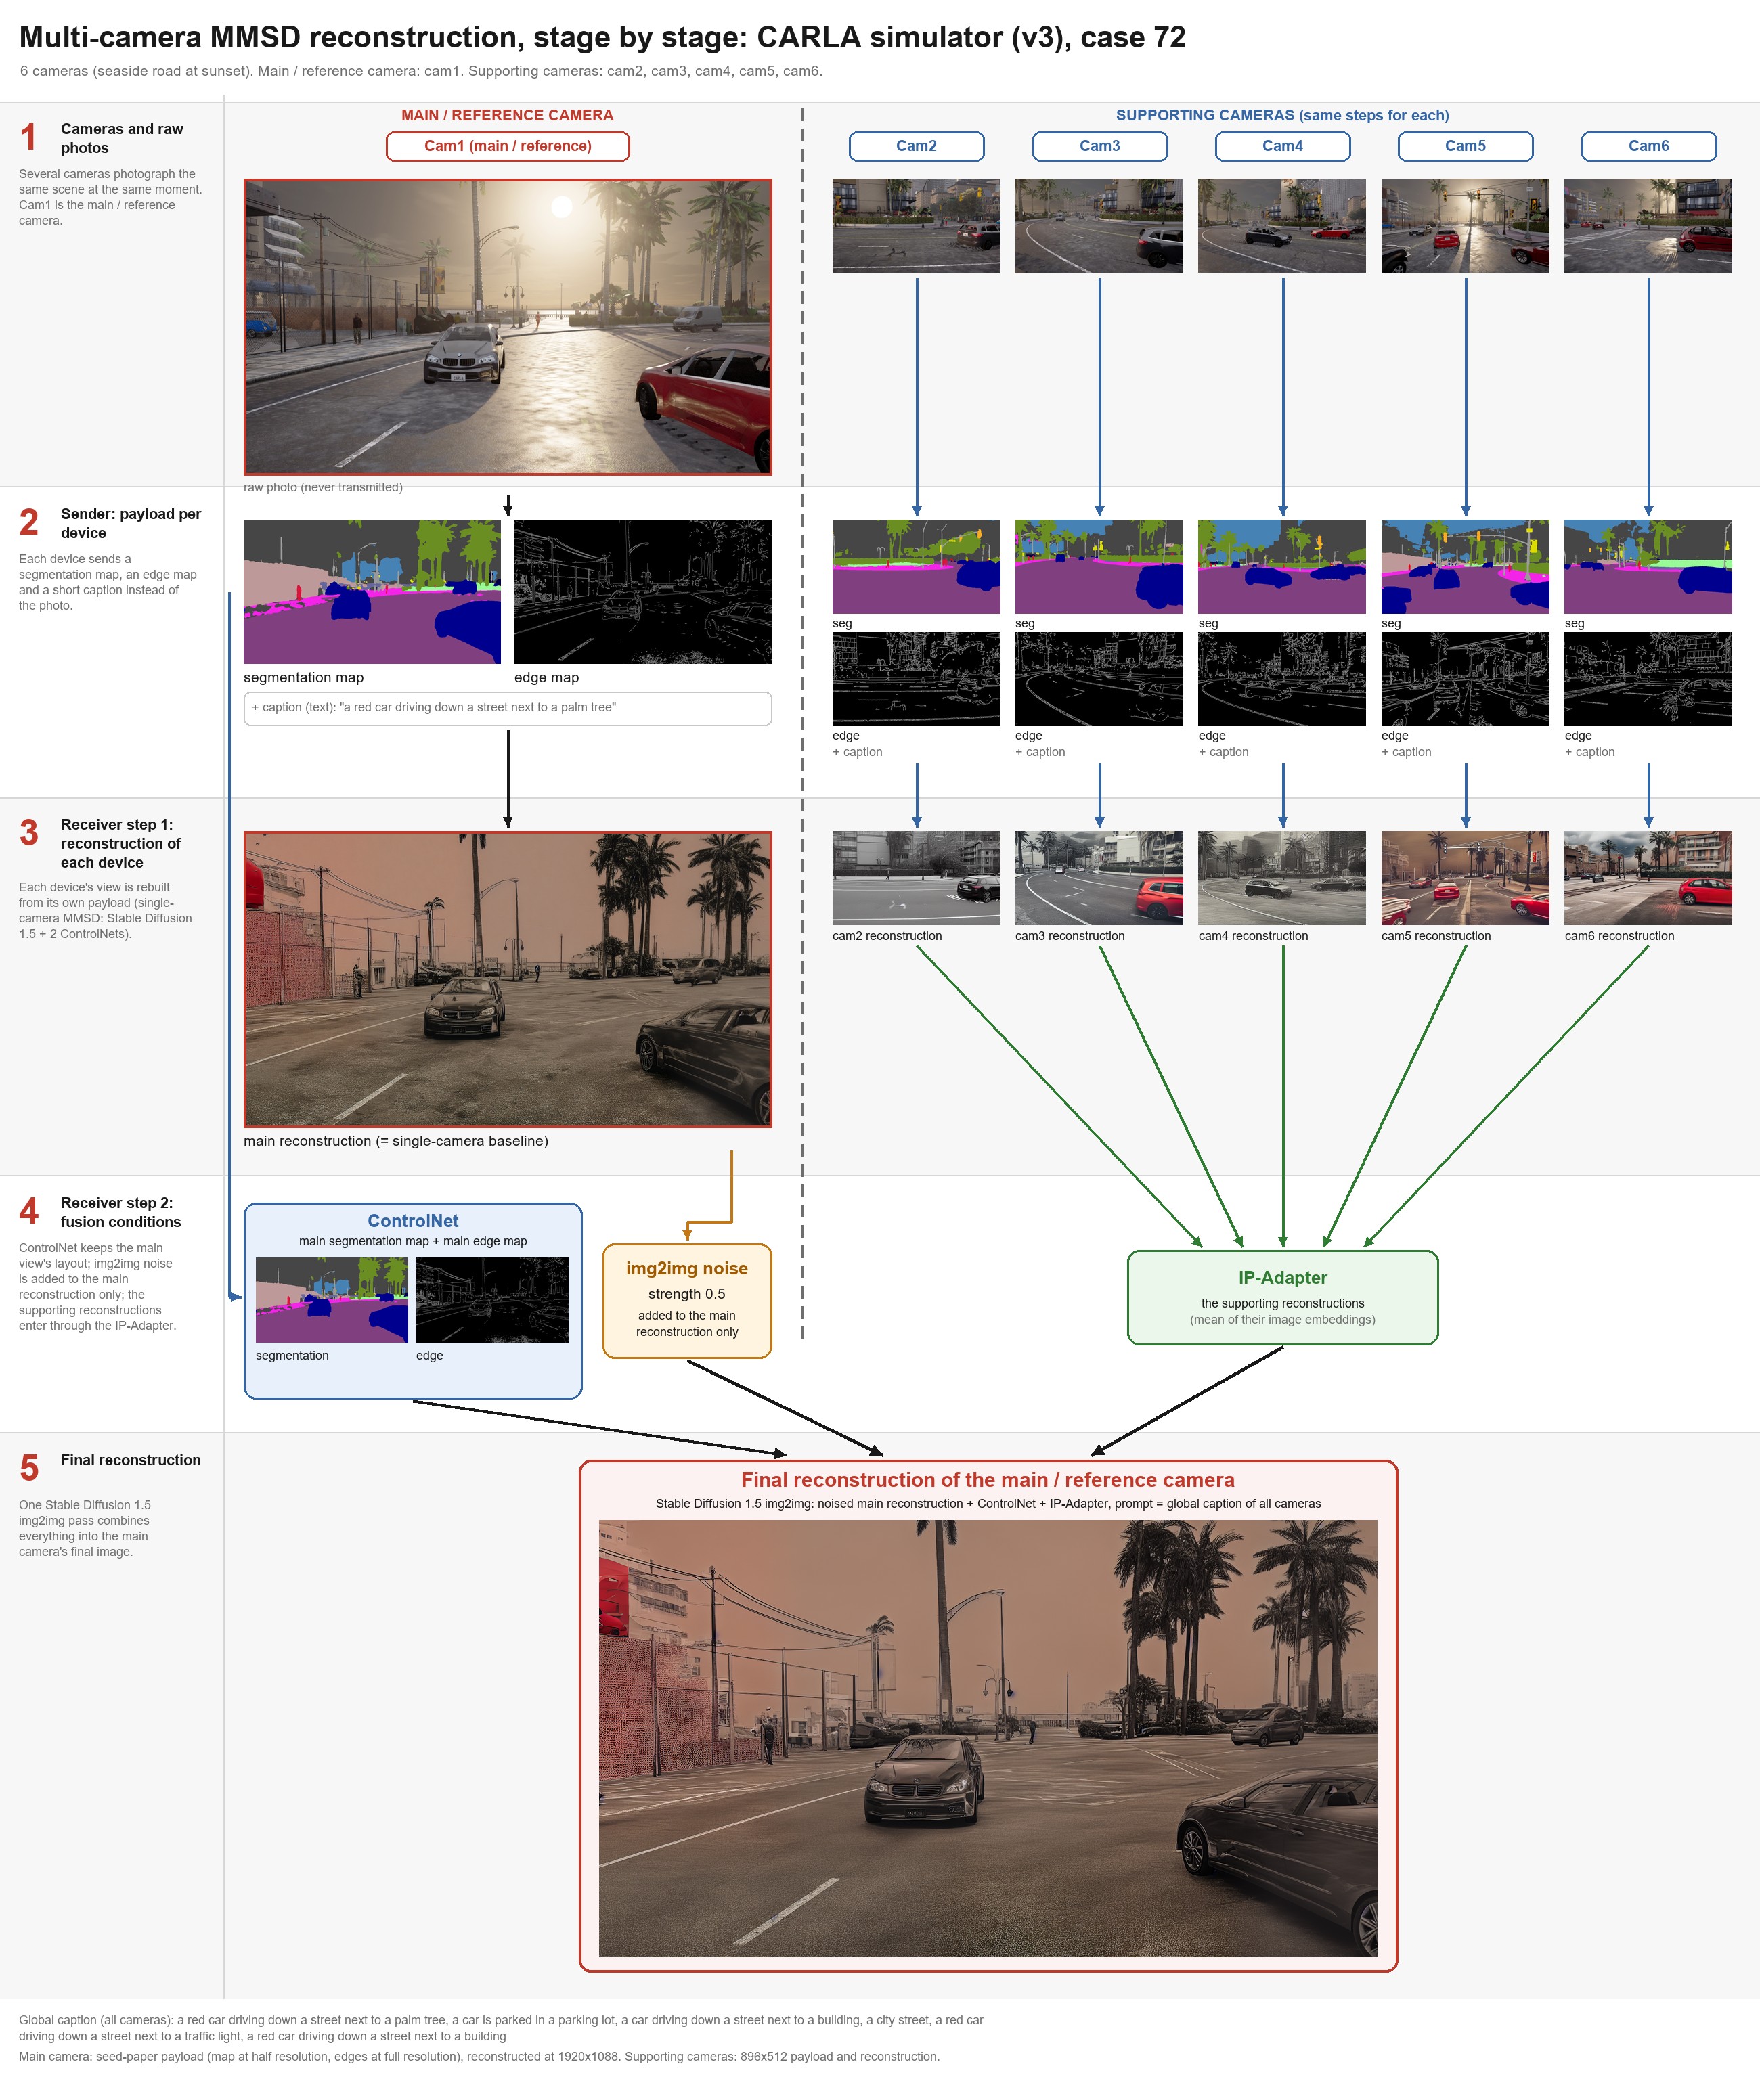 Multi-camera MMSD reconstruction, stage by stage: CARLA simulator (v3), case 72
6 cameras (seaside road at sunset). Main / reference camera: cam1. Supporting cameras: cam2, cam3, cam4, cam5, cam6.
1
Cameras and raw
photos
Several cameras photograph the
same scene at the same moment.
Cam1 is the main / reference
camera.
MAIN / REFERENCE CAMERA
Cam1 (main / reference)
raw photo (never transmitted)
SUPPORTING CAMERAS (same steps for each)
Cam2
Cam3
Cam4
Cam5
Cam6
2
Sender: payload per
device
Each device sends a
segmentation map, an edge map
and a short caption instead of
the photo.
segmentation map
edge map
+ caption (text): "a red car driving down a street next to a palm tree"
seg
seg
seg
seg
seg
edge
edge
edge
edge
edge
+ caption
+ caption
+ caption
+ caption
+ caption
3
Receiver step 1:
reconstruction of
each device
Each device's view is rebuilt
from its own payload (single-
camera MMSD: Stable Diffusion
1.5 + 2 ControlNets).
main reconstruction (= single-camera baseline)
cam2 reconstruction
cam3 reconstruction
cam4 reconstruction
cam5 reconstruction
cam6 reconstruction
4
Receiver step 2:
fusion conditions
ControlNet keeps the main
view's layout; img2img noise
is added to the main
reconstruction only; the
supporting reconstructions
enter through the IP-Adapter.
ControlNet
main segmentation map + main edge map
segmentation
edge
img2img noise
strength 0.5
added to the main
reconstruction only
IP-Adapter
the supporting reconstructions
(mean of their image embeddings)
5
Final reconstruction
One Stable Diffusion 1.5
img2img pass combines
everything into the main
camera's final image.
Final reconstruction of the main / reference camera
Stable Diffusion 1.5 img2img: noised main reconstruction + ControlNet + IP-Adapter, prompt = global caption of all cameras
Global caption (all cameras): a red car driving down a street next to a palm tree, a car is parked in a parking lot, a car driving down a street next to a building, a city street, a red car
driving down a street next to a traffic light, a red car driving down a street next to a building
Main camera: seed-paper payload (map at half resolution, edges at full resolution), reconstructed at 1920x1088. Supporting cameras: 896x512 payload and reconstruction.